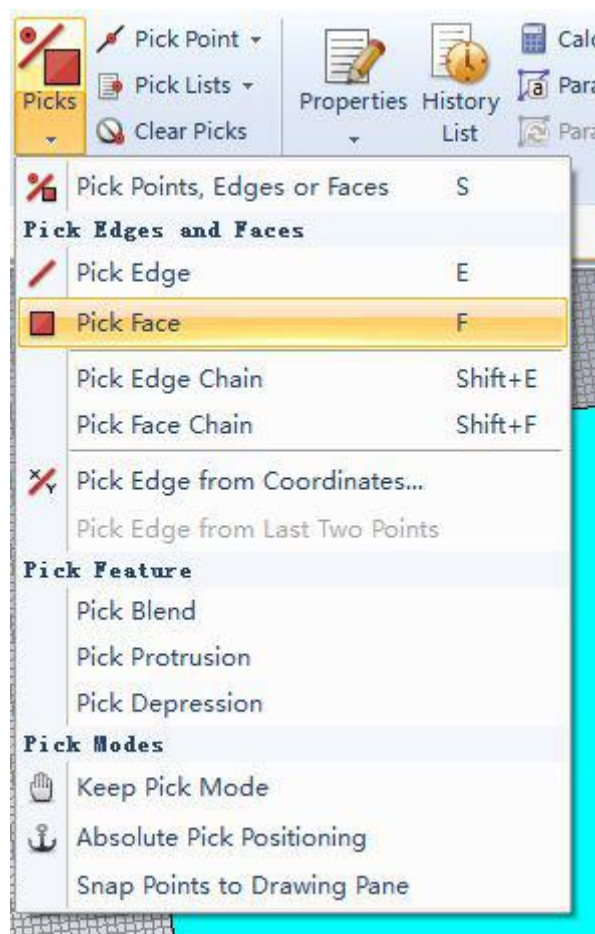 Picks
Pick Point
Pick Lists
Clear Picks
Properties
History
List
Calc
Para
Para
Pick Points, Edges or Faces S
Pick Edges and Faces
Pick Edge E
Pick Face F
Pick Edge Chain Shift+E
Pick Face Chain Shift+F
Pick Edge from Coordinates...
Pick Edge from Last Two Points
Pick Feature
Pick Blend
Pick Protrusion
Pick Depression
Pick Modes
Keep Pick Mode
Absolute Pick Positioning
Snap Points to Drawing Pane